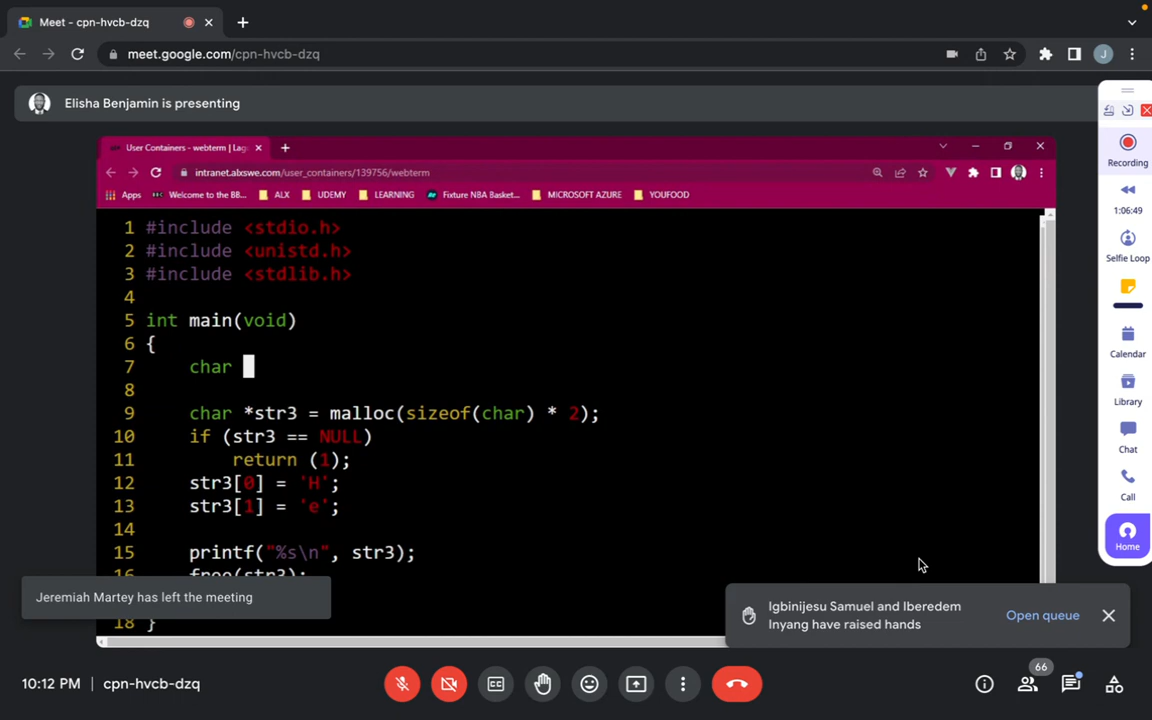 Meet - cpn-hvcb-dzq
meet.google.com/cpn-hvcb-dzq
J
Elisha Benjamin is presenting
User Containers - webterm | Lag
intranet.alxswe.com/user_containers/139756/webterm
Apps Welcome to the BB... ALX UDEMY LEARNING Fixture NBA Basket... MICROSOFT AZURE YOUFOOD
1 #include <stdio.h>
2 #include <unistd.h>
3 #include <stdlib.h>
4
5 int main(void)
6 {
7 char
8
9 char *str3 = malloc(sizeof(char) * 2);
10 if (str3 == NULL)
11 return (1);
12 str3[0] = 'H';
13 str3[1] = 'e';
14
15 printf("%s\n", str3);
16 free(str3);
18 }
Jeremiah Martey has left the meeting
Igbinijesu Samuel and Iberedem
Inyang have raised hands
Open queue
Recording
1:06:49
Selfie Loop
Calendar
Library
Chat
Call
Home
10:12 PM | cpn-hvcb-dzq
66